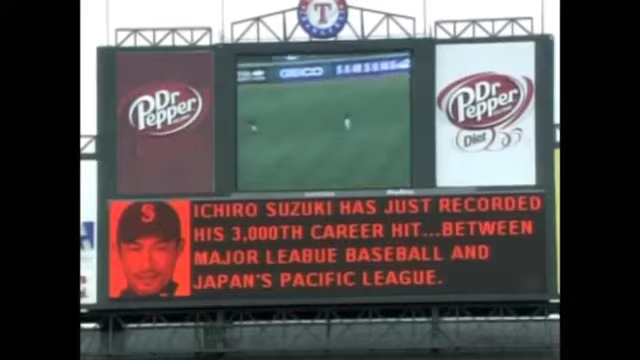 T
GEICO
Dr Pepper
Dr Pepper
Diet
S
ICHIRO SUZUKI HAS JUST RECORDED
HIS 3,000TH CAREER HIT...BETWEEN
MAJOR LEABUE BASEBALL AND
JAPAN'S PACIFIC LEAGUE.